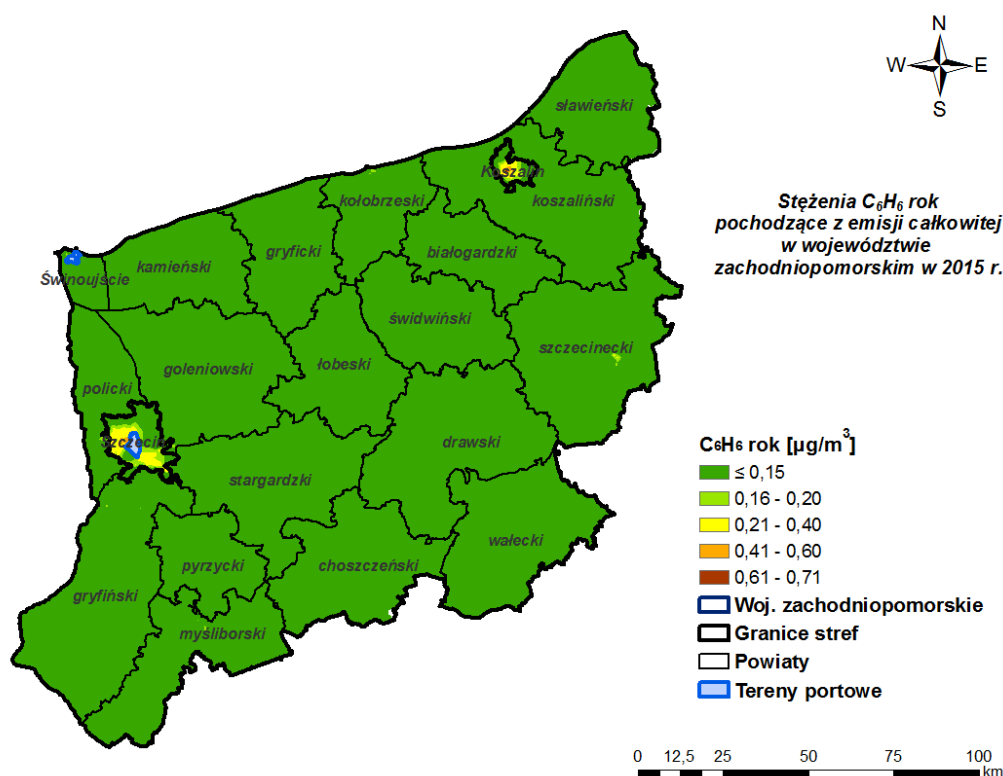 N
W E
S
sławieński
Koszalin
koszaliński
kołobrzeski
białogardzki
gryficki
kamieński
Świnoujście
świdwiński
szczecinecki
goleniowski
łobeski
policki
Szczecin
drawski
stargardzki
wałecki
choszczeński
pyrzycki
gryfiński
myśliborski
Stężenia C₆H₆ rok
pochodzące z emisji całkowitej
w województwie
zachodniopomorskim w 2015 r.
C₆H₆ rok [µg/m³]
≤ 0,15
0,16 - 0,20
0,21 - 0,40
0,41 - 0,60
0,61 - 0,71
Woj. zachodniopomorskie
Granice stref
Powiaty
Tereny portowe
0 12,5 25 50 75 100
km